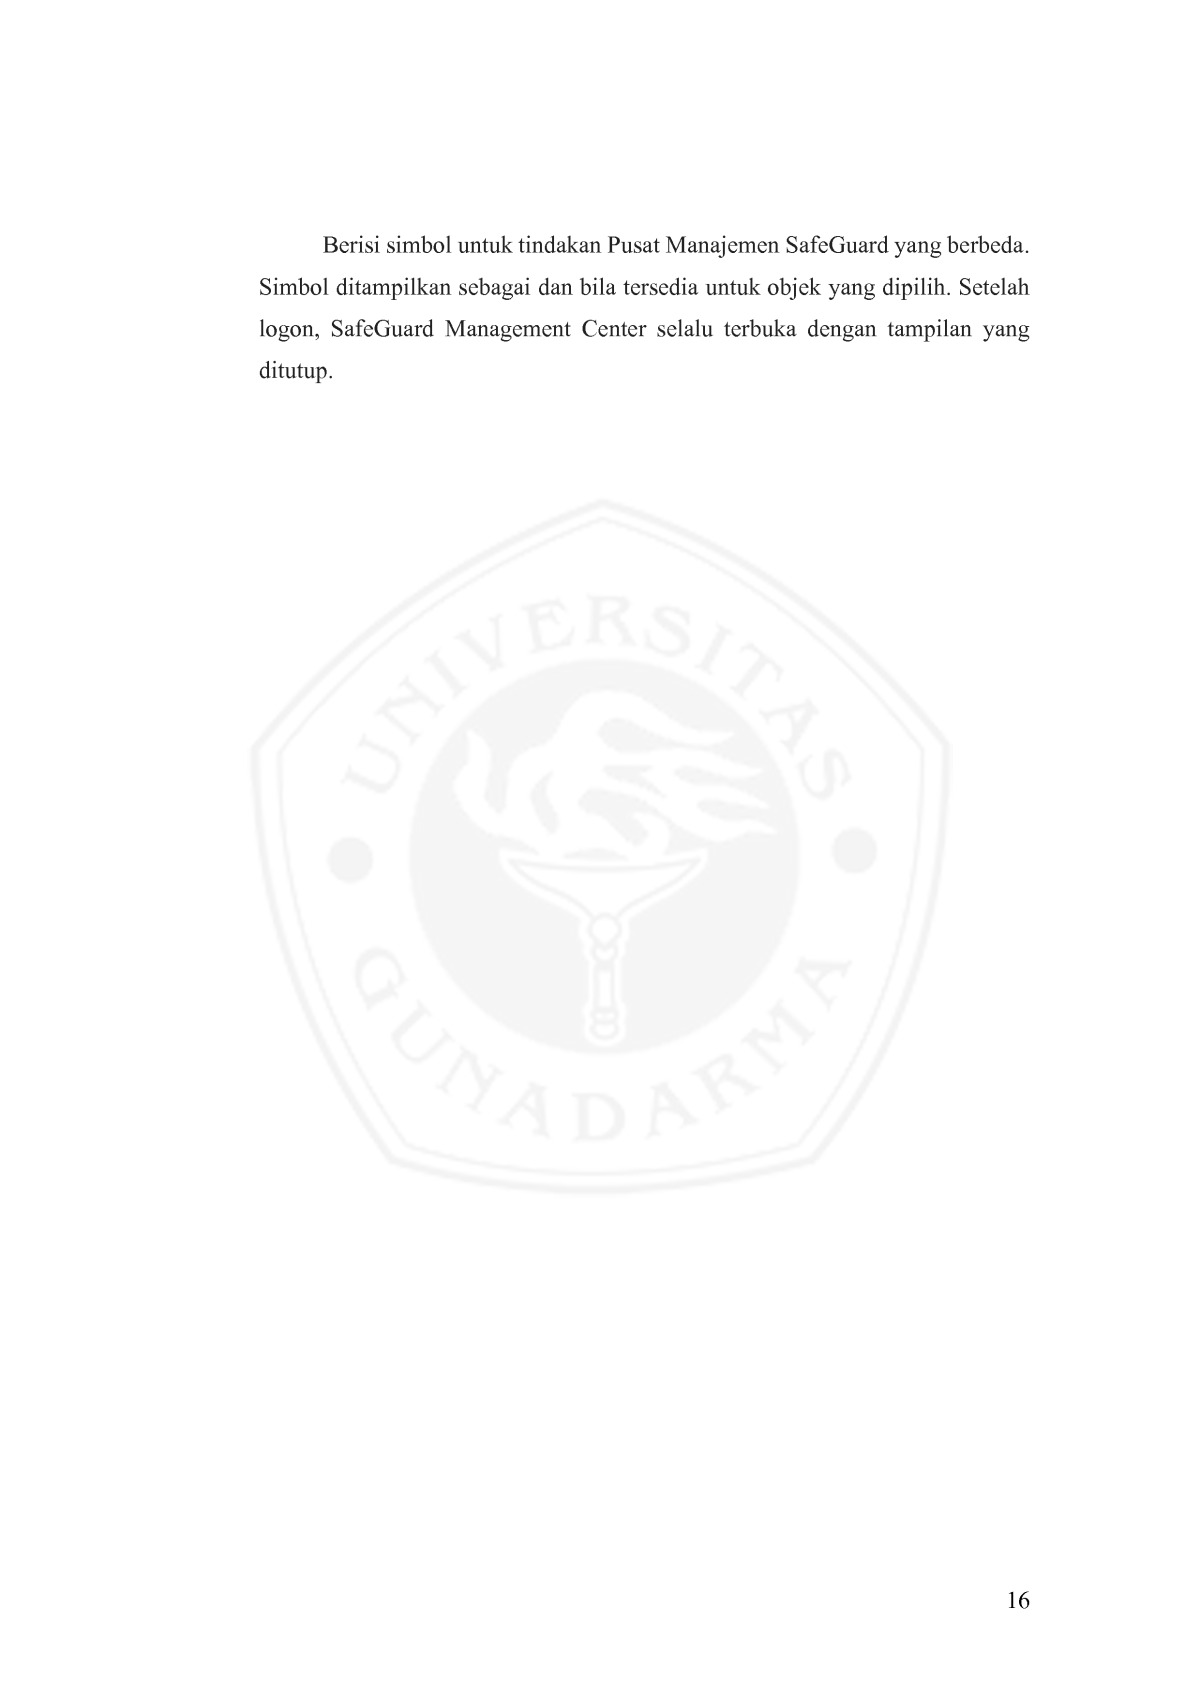 Berisi simbol untuk tindakan Pusat Manajemen SafeGuard yang berbeda.
Simbol ditampilkan sebagai dan bila tersedia untuk objek yang dipilih. Setelah
logon, SafeGuard Management Center selalu terbuka dengan tampilan yang
ditutup.
UNIVERSITAS
GUNADARMA
16